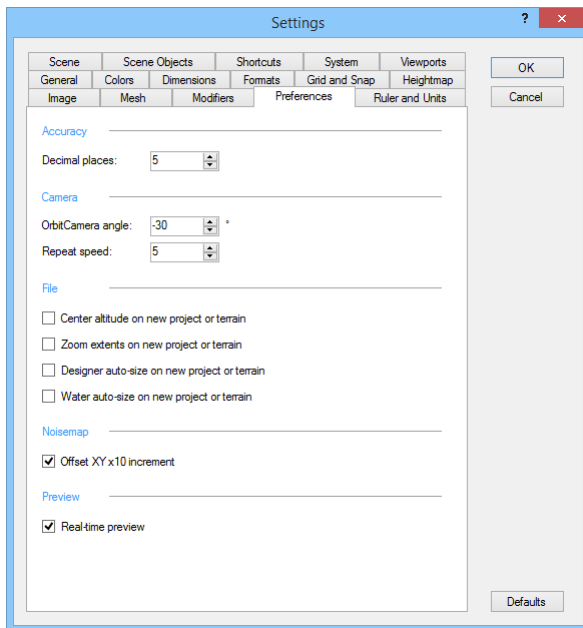 Settings
?
Scene Scene Objects Shortcuts System Viewports
General Colors Dimensions Formats Grid and Snap Heightmap
Image Mesh Modifiers Preferences Ruler and Units
OK
Cancel
Accuracy
Decimal places: 5
Camera
OrbitCamera angle: -30 °
Repeat speed: 5
File
Center altitude on new project or terrain
Zoom extents on new project or terrain
Designer auto-size on new project or terrain
Water auto-size on new project or terrain
Noisemap
Offset XY x10 increment
Preview
Real-time preview
Defaults